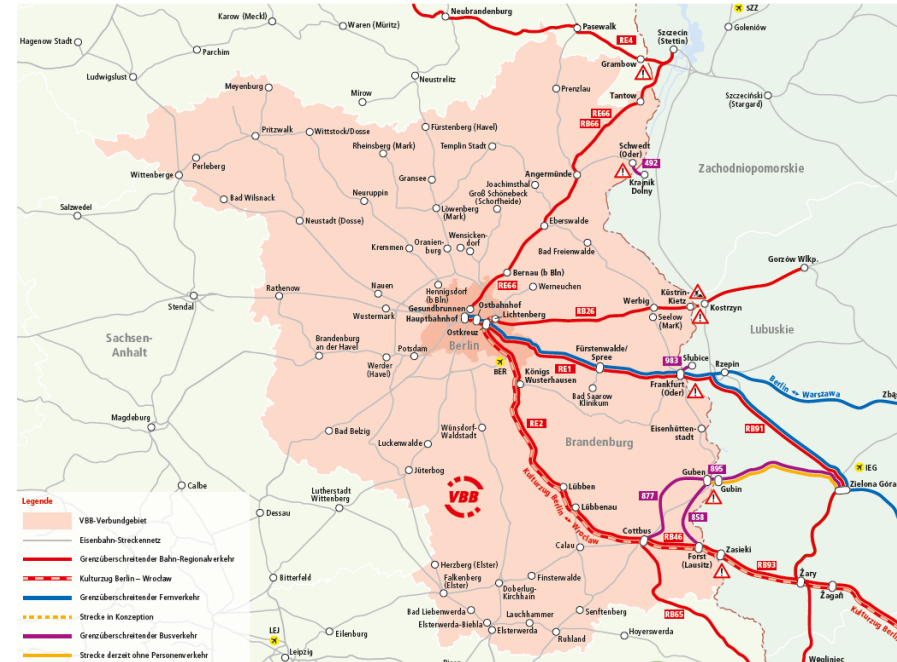 Karow (Meckl)
Neubrandenburg
SZZ
Waren (Müritz)
Pasewalk
Goleniów
Hagenow Stadt
Parchim
RE4
Szczecin
(Stettin)
Grambow
Ludwigslust
Neustrelitz
Meyenburg
Mirow
Prenzlau
Tantow
Szczeciński
(Stargard)
RE66
RB66
Pritzwalk
Wittstock/Dosse
Fürstenberg (Havel)
Rheinsberg (Mark)
Templin Stadt
Schwedt
(Oder)
492
Perleberg
Zachodniopomorskie
Wittenberge
Gransee
Angermünde
Krajnik
Dolny
Joachimsthal
Bad Wilsnack
Neuruppin
Groß Schönebeck
(Schorfheide)
Salzwedel
Löwenberg
(Mark)
Neustadt (Dosse)
Eberswalde
Kremmen
Oranien-
burg
Wensicken-
dorf
Bad Freienwalde
Gorzów Wlkp.
Bernau (b Bln)
RE66
Werneuchen
Rathenow
Nauen
Hennigsdorf
(b Bln)
Küstrin-
Kietz
Kostrzyn
Stendal
Wustermark
Gesundbrunnen
Ostbahnhof
Lichtenberg
Hauptbahnhof
RB26
Werbig
Seelow
(MarK)
Ostkreuz
Lubuskie
Sachsen-
Anhalt
Berlin
Brandenburg
an der Havel
Potsdam
Werder
(Havel)
BER
Fürstenwalde/
Spree
983
Słubice
Rzepin
RE1
Königs
Wusterhausen
Frankfurt
(Oder)
Berlin ↔ Warszawa
Bad Saarow
Klinikum
Zbą
Magdeburg
RE2
RB91
Bad Belzig
Wünsdorf-
Waldstadt
Eisenhütten-
stadt
Luckenwalde
Brandenburg
Jüterbog
Guben
895
IEG
Gubin
Zielona Góra
Calbe
VBB
Lübben
877
Kulturzug Berlin ↔ Wrocław
Lutherstadt
Wittenberg
Lübbenau
858
Dessau
Cottbus
RB46
Calau
Forst
(Lausitz)
Zasieki
RB93
Herzberg (Elster)
Żary
Bitterfeld
Falkenberg
(Elster)
Finsterwalde
Żagań
Doberlug-
Kirchhain
Kulturzug
Bad Liebenwerda
Lauchhammer
Senftenberg
RB65
LEJ
Eilenburg
Elsterwerda-Biehla
Elsterwerda
Ruhland
Hoyerswerda
Leipzig
Węgliniec
Legende
VBB-Verbundgebiet
Eisenbahn-Streckennetz
Grenzüberschreitender Bahn-Regionalverkehr
Kulturzug Berlin – Wrocław
Grenzüberschreitender Fernverkehr
Strecke in Konzeption
Grenzüberschreitender Busverkehr
Strecke derzeit ohne Personenverkehr